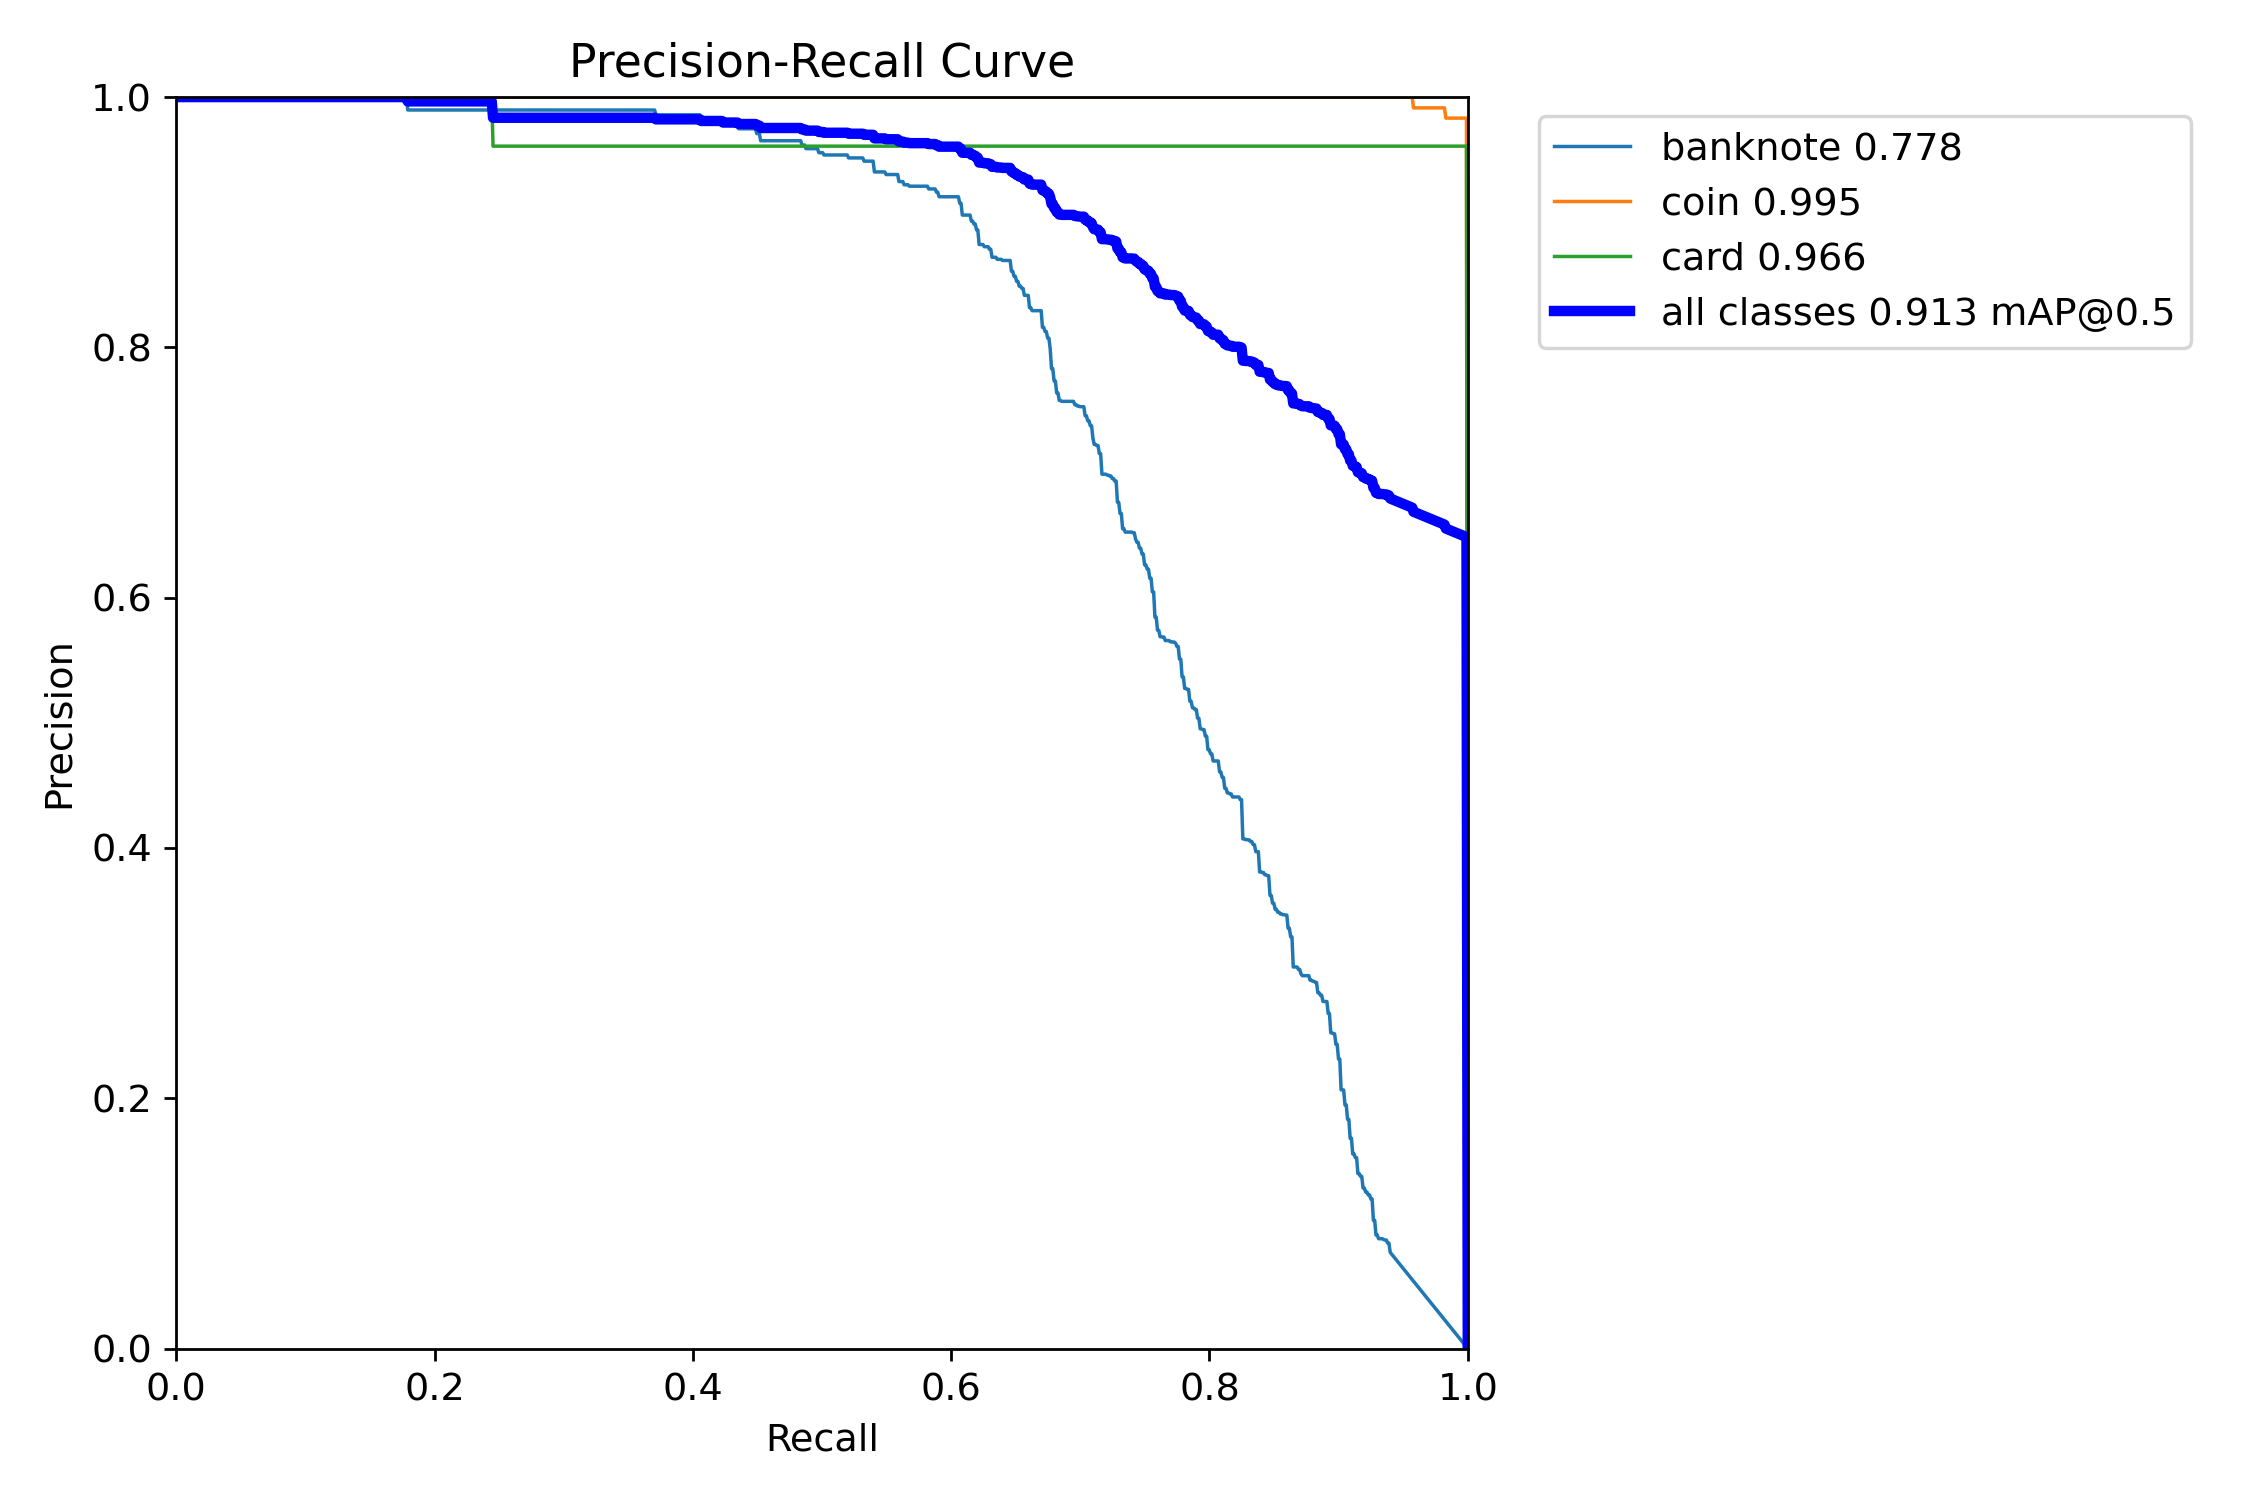 Precision-Recall Curve
banknote 0.778
coin 0.995
card 0.966
all classes 0.913 mAP@0.5
1.0
0.8
0.6
0.4
0.2
0.0
Precision
0.0 0.2 0.4 0.6 0.8 1.0
Recall